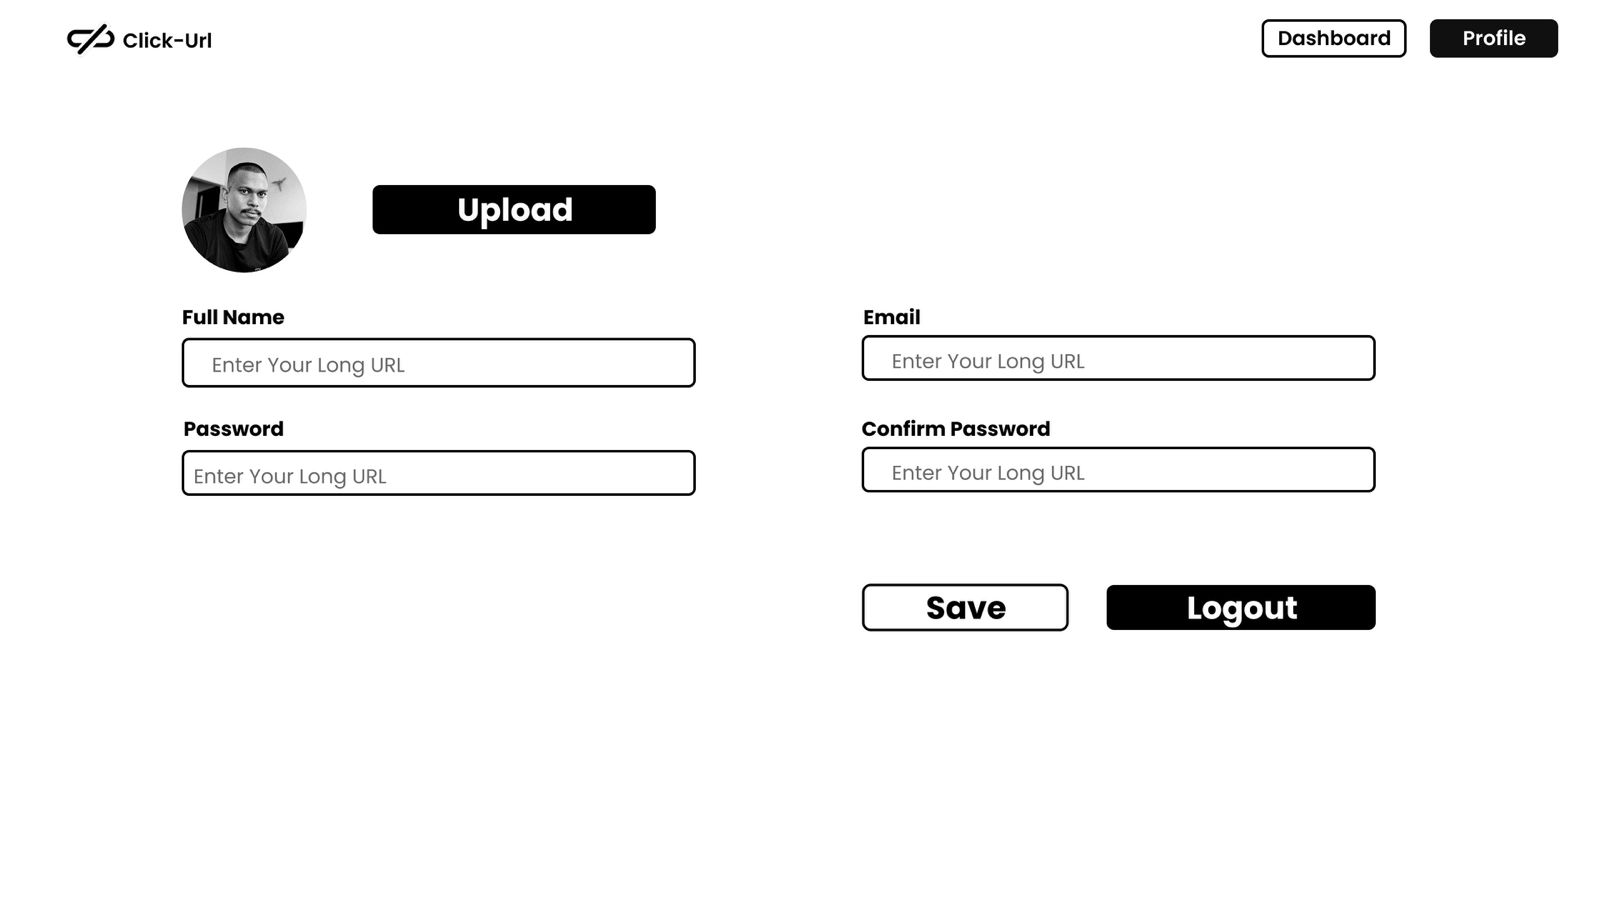 Click-Url
Dashboard
Profile
Upload
Full Name
Enter Your Long URL
Email
Enter Your Long URL
Password
Enter Your Long URL
Confirm Password
Enter Your Long URL
Save
Logout